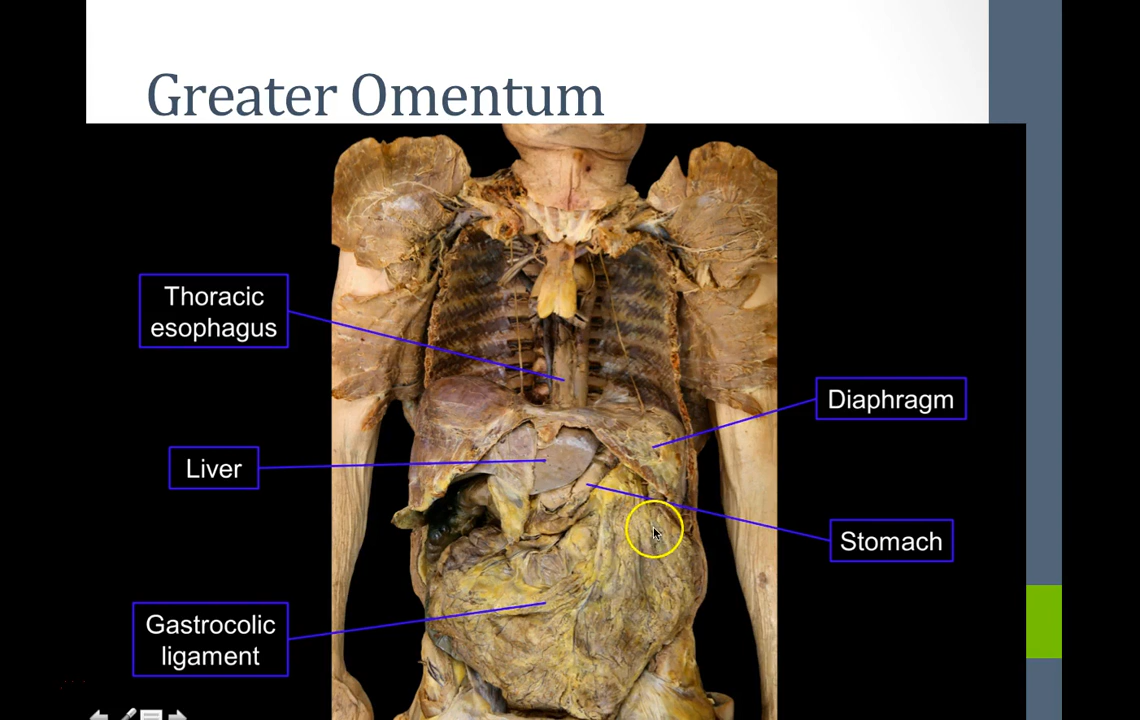 Greater Omentum
Thoracic
esophagus
Diaphragm
Liver
Stomach
Gastrocolic
ligament